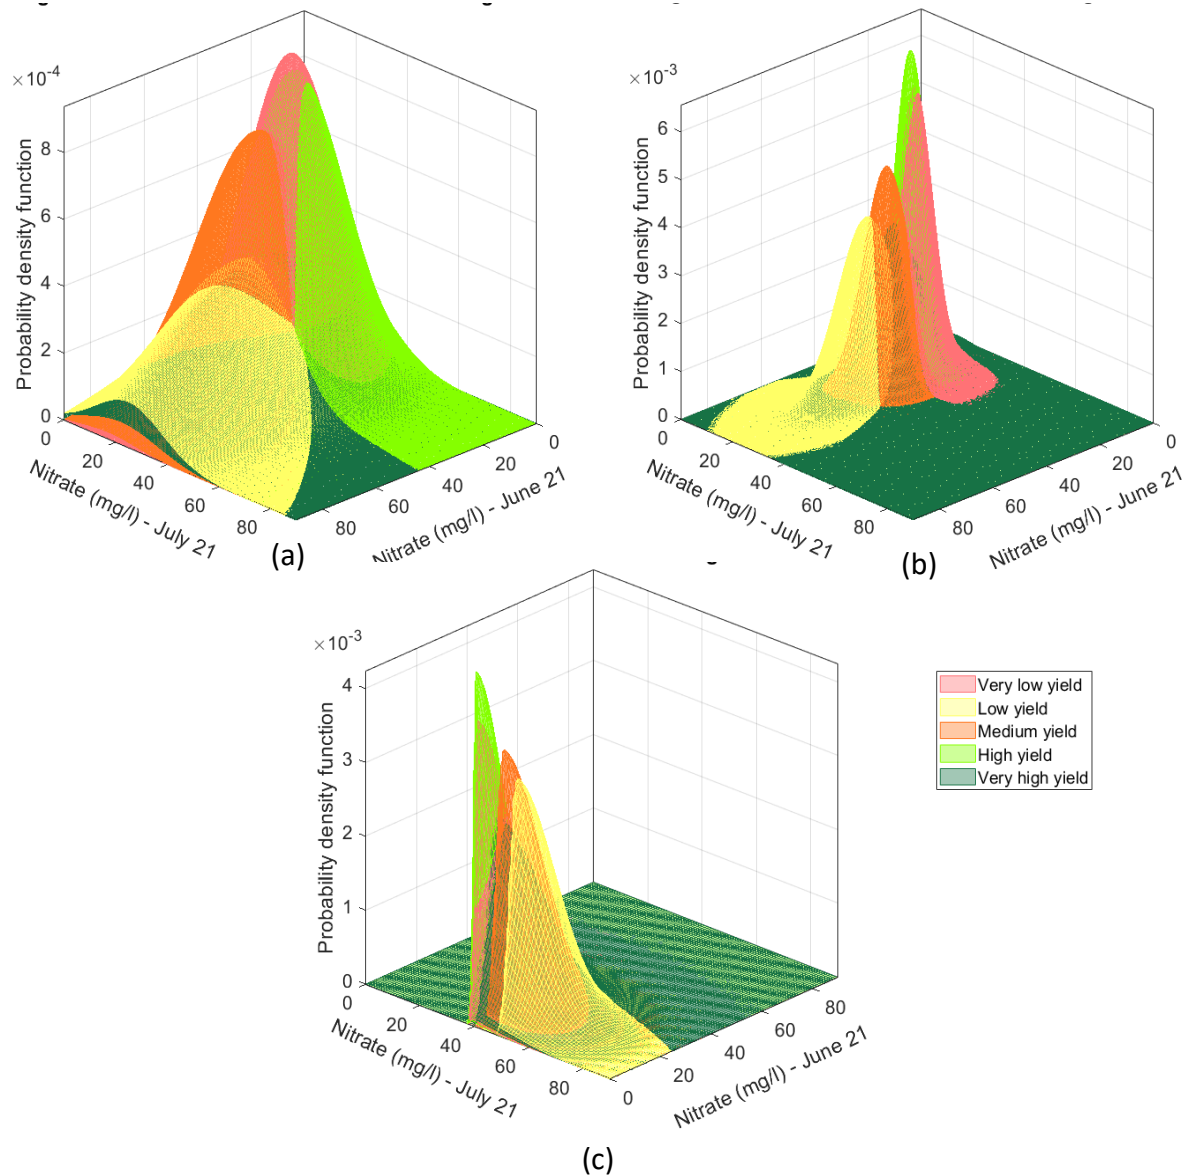 ×10-4
Probability density function
8
6
4
2
0
0
20
40
60
80
Nitrate (mg/l) - July 21
80
60
40
20
0
Nitrate (mg/l) - June 21
(a)
×10-3
Probability density function
6
5
4
3
2
1
0
0
20
40
60
80
Nitrate (mg/l) - July 21
80
60
40
20
0
Nitrate (mg/l) - June 21
(b)
×10-3
Probability density function
4
3
2
1
0
0
20
40
60
80
Nitrate (mg/l) - July 21
0
20
40
60
80
Nitrate (mg/l) - June 21
(c)
Very low yield
Low yield
Medium yield
High yield
Very high yield